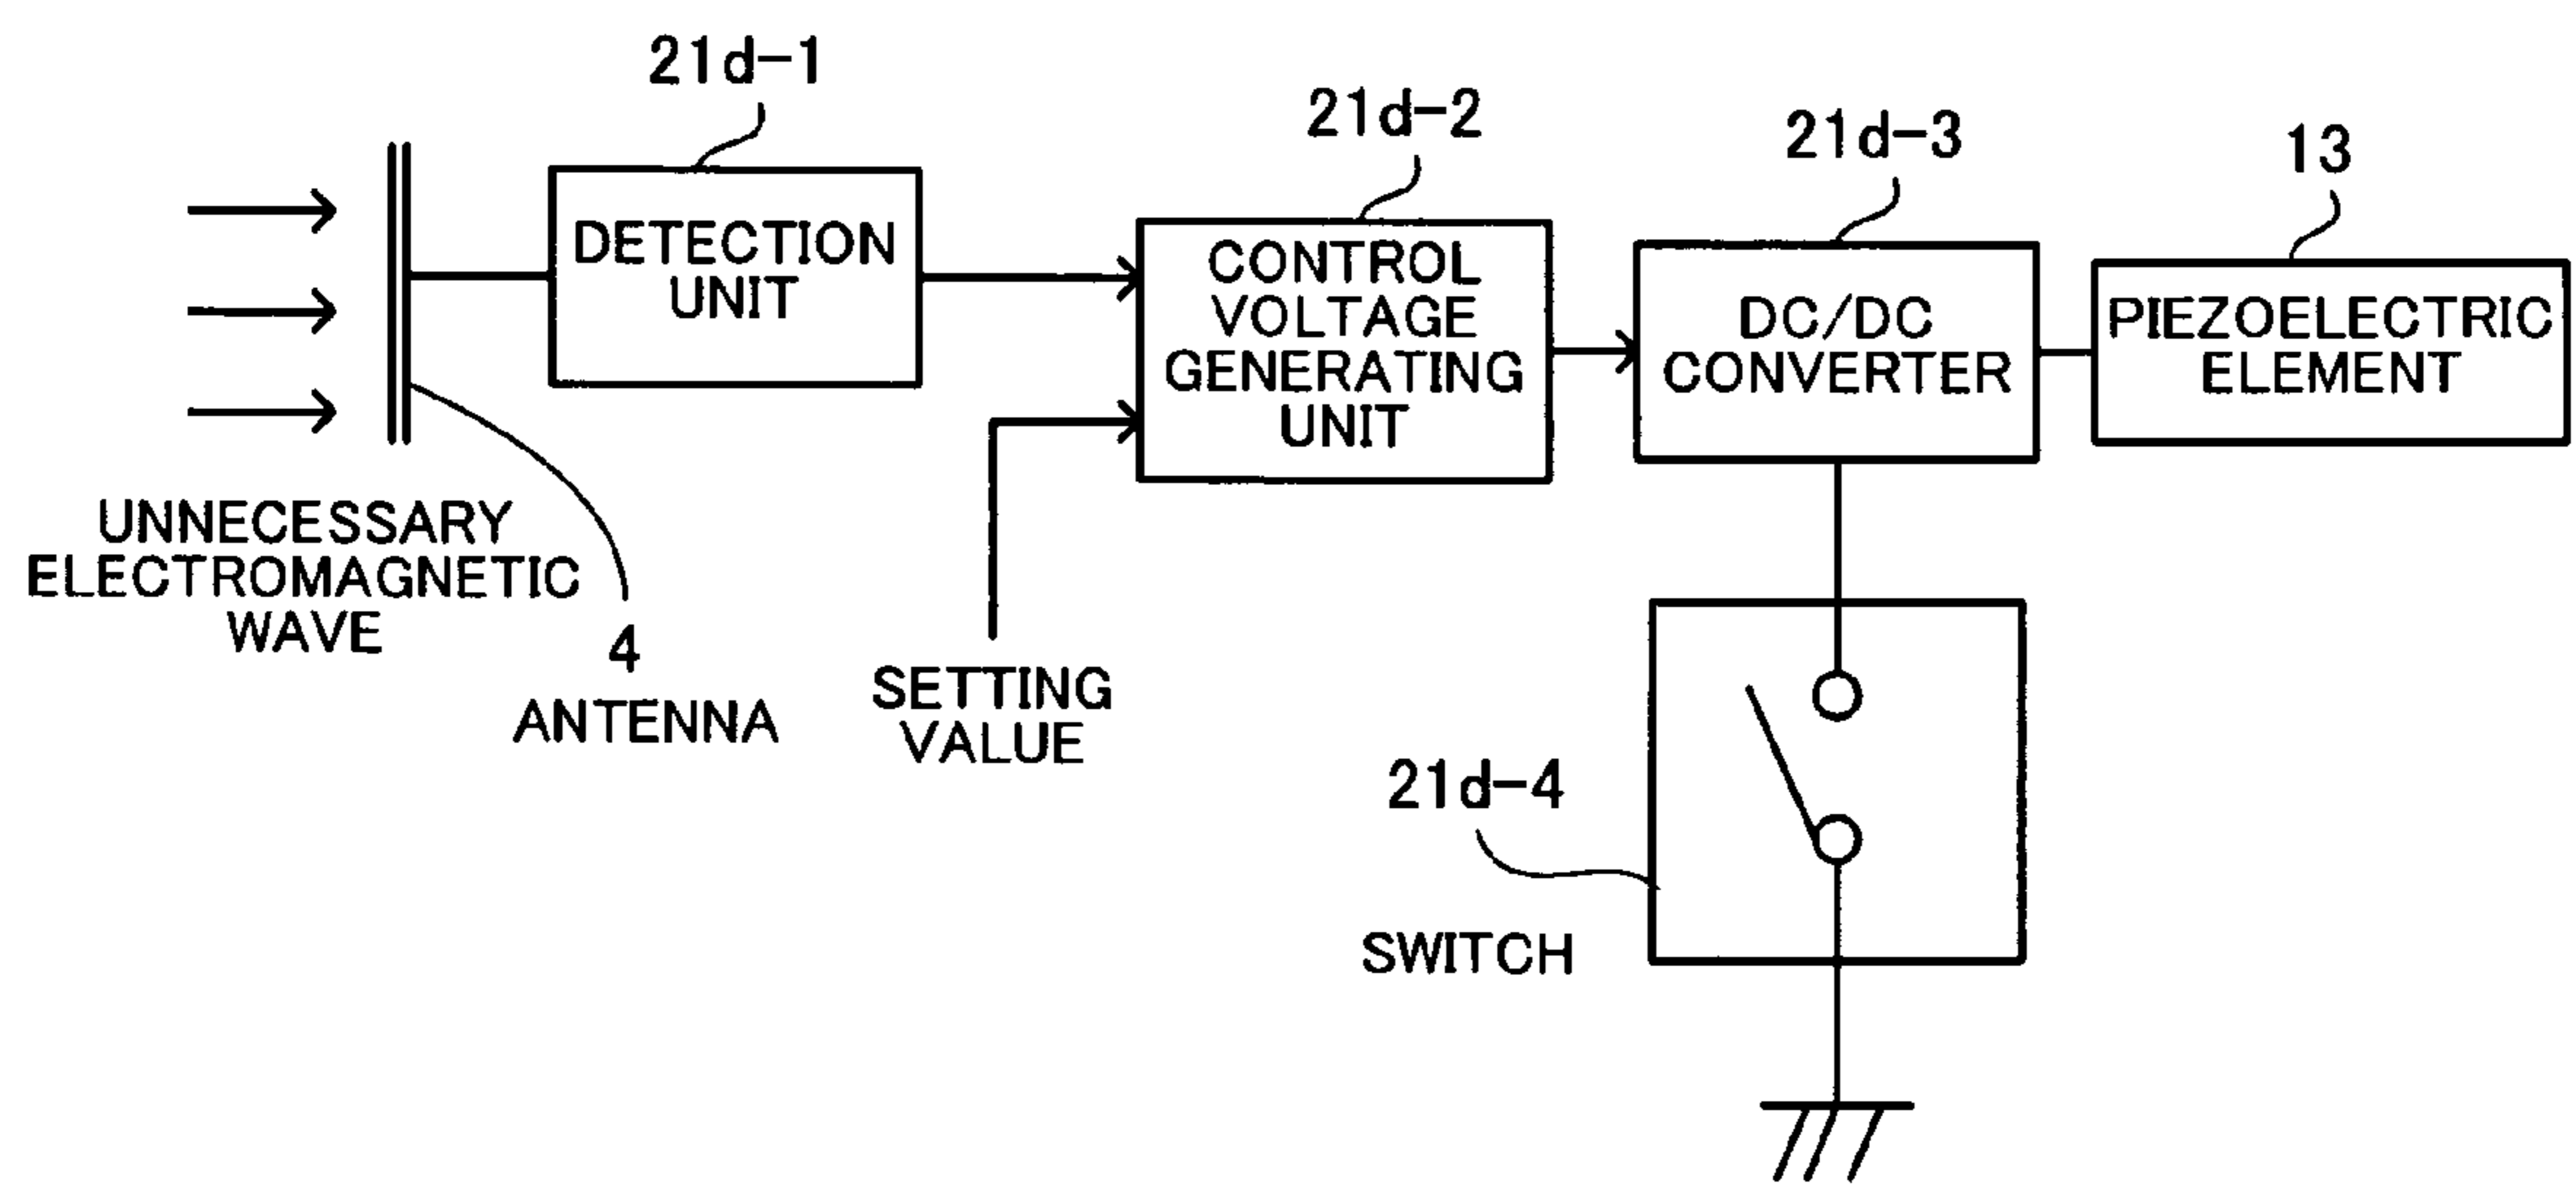 21d-1
21d-2
21d-3
13
DETECTION
UNIT
CONTROL
VOLTAGE
GENERATING
UNIT
DC/DC
CONVERTER
PIEZOELECTRIC
ELEMENT
UNNECESSARY
ELECTROMAGNETIC
WAVE
4
ANTENNA
SETTING
VALUE
21d-4
SWITCH